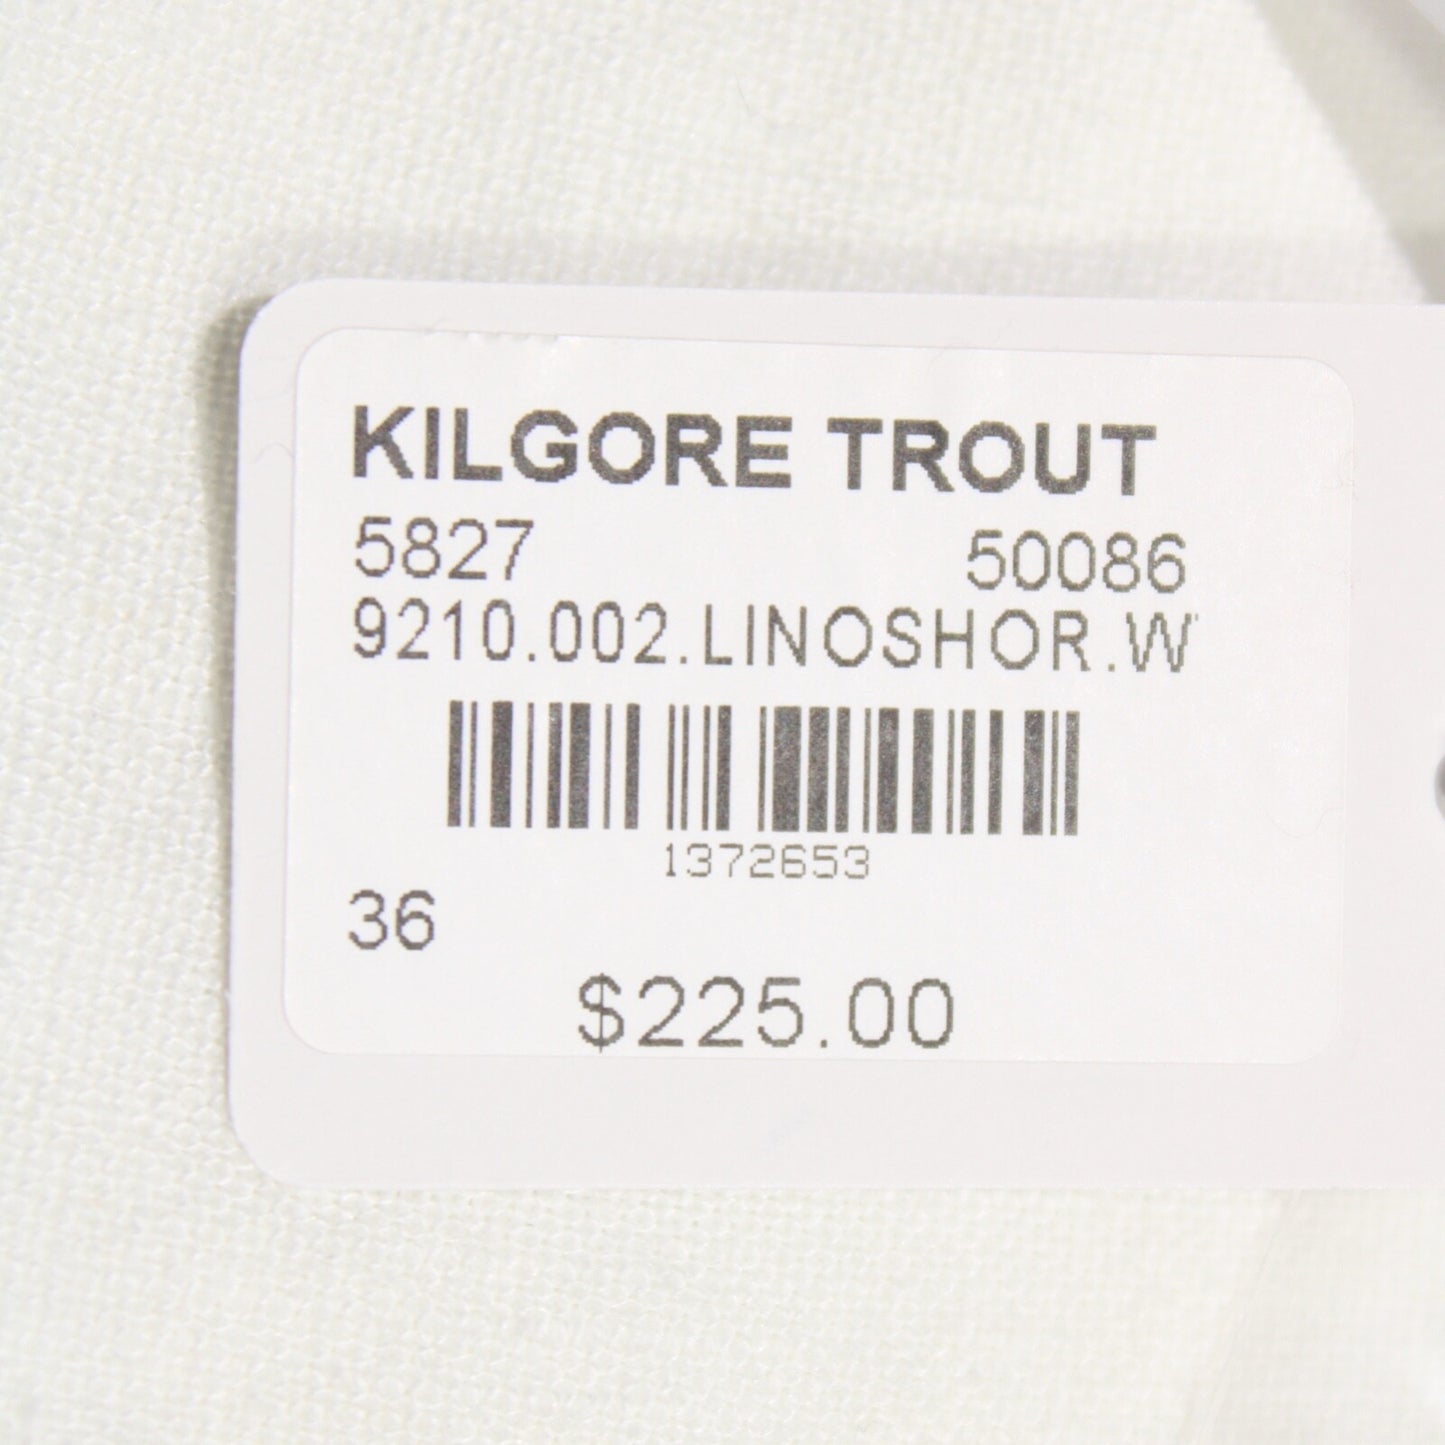 KILGORE TROUT
5827 50086
9210.002.LINOSHOR.W
1372653
36
$225.00